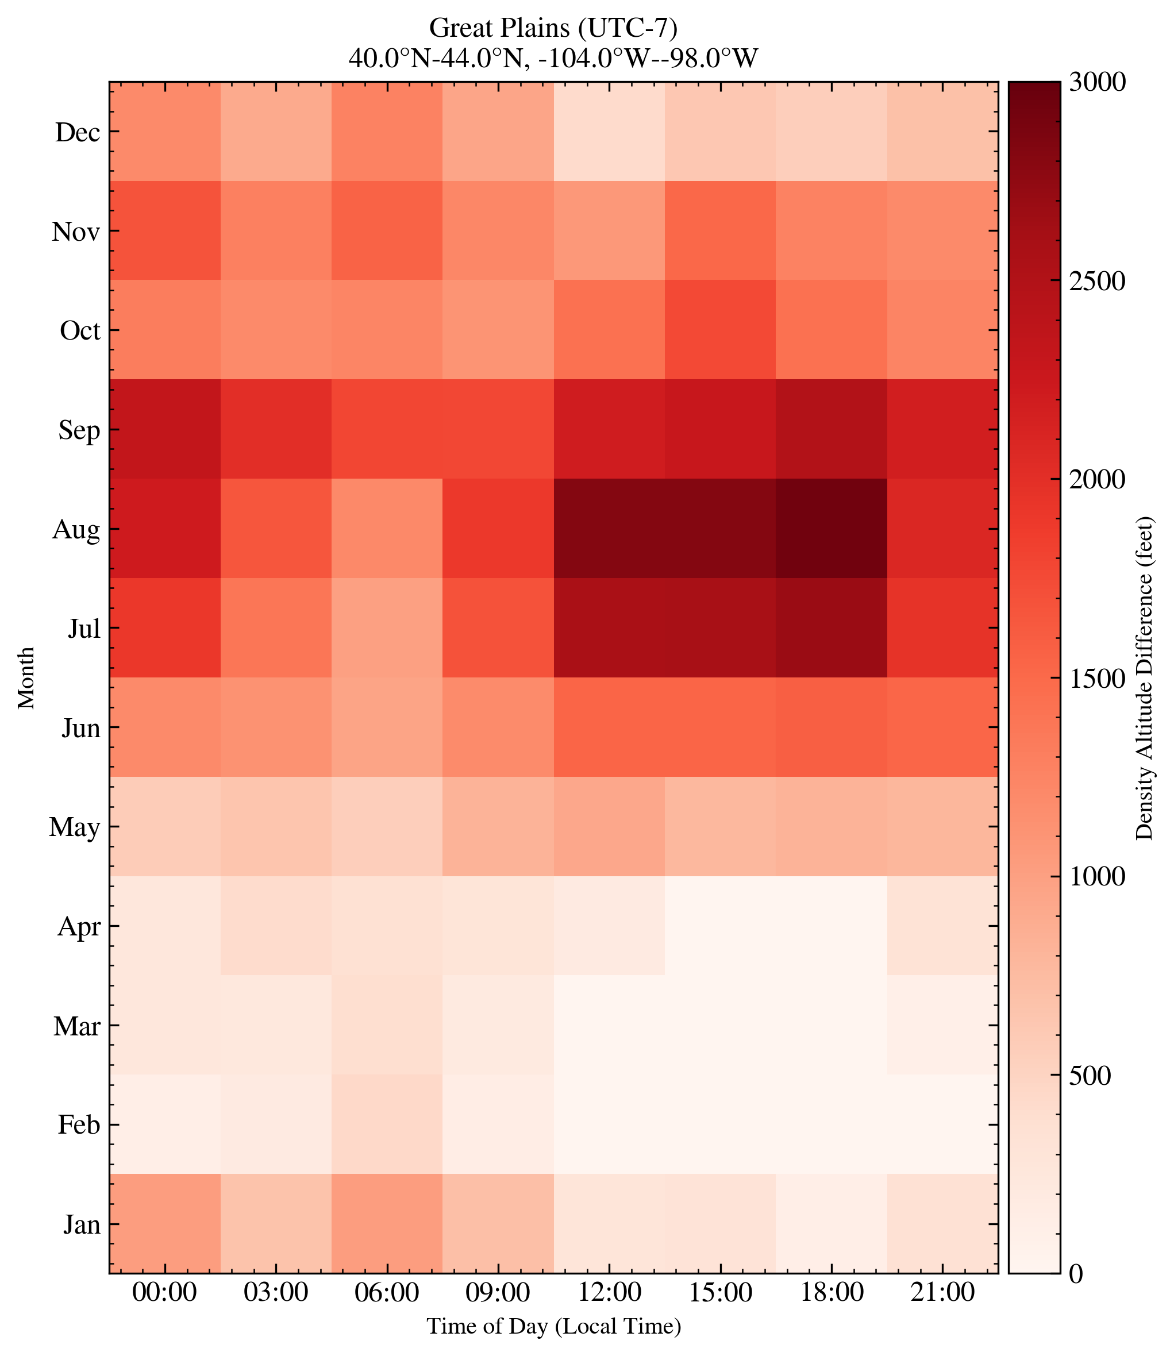 Great Plains (UTC-7)
40.0°N-44.0°N, -104.0°W--98.0°W
Dec
Nov
Oct
Sep
Aug
Jul
Jun
May
Apr
Mar
Feb
Jan
Month
00:00 03:00 06:00 09:00 12:00 15:00 18:00 21:00
Time of Day (Local Time)
3000
2500
2000
1500
1000
500
0
Density Altitude Difference (feet)